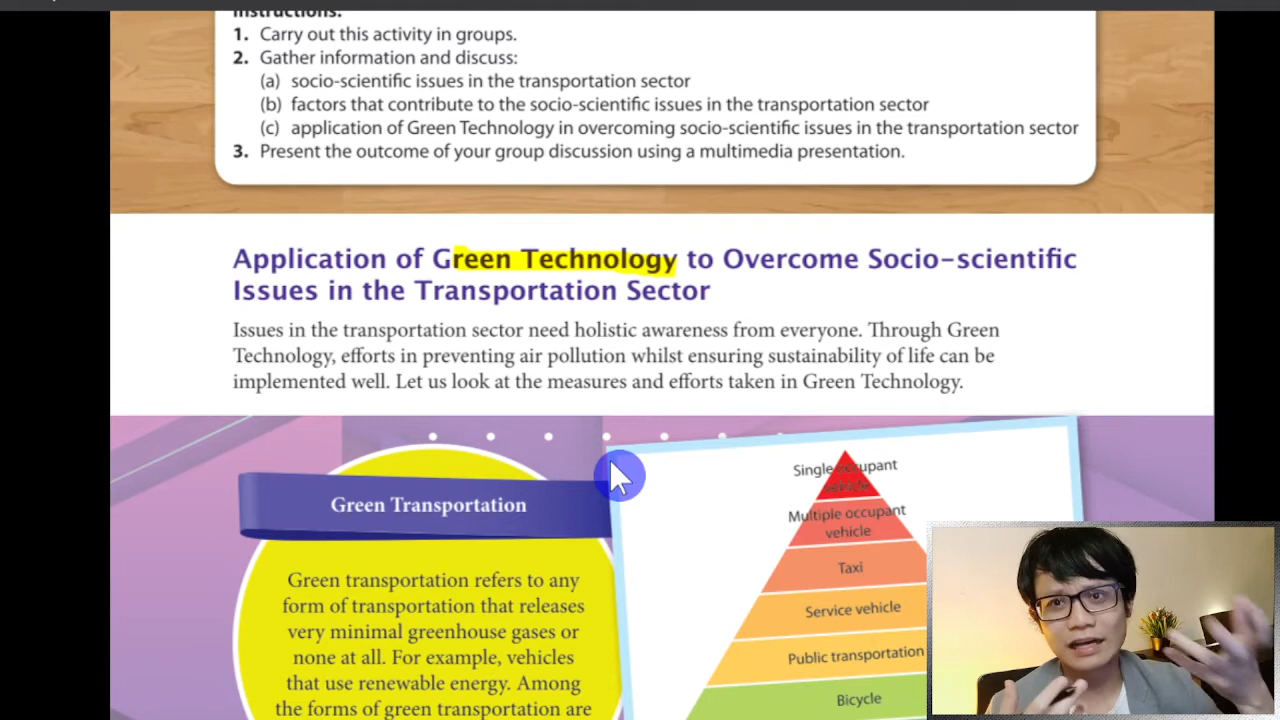 Instructions:
1. Carry out this activity in groups.
2. Gather information and discuss:
(a) socio-scientific issues in the transportation sector
(b) factors that contribute to the socio-scientific issues in the transportation sector
(c) application of Green Technology in overcoming socio-scientific issues in the transportation sector
3. Present the outcome of your group discussion using a multimedia presentation.
Application of Green Technology to Overcome Socio-scientific
Issues in the Transportation Sector
Issues in the transportation sector need holistic awareness from everyone. Through Green
Technology, efforts in preventing air pollution whilst ensuring sustainability of life can be
implemented well. Let us look at the measures and efforts taken in Green Technology.
Green Transportation
Green transportation refers to any
form of transportation that releases
very minimal greenhouse gases or
none at all. For example, vehicles
that use renewable energy. Among
the forms of green transportation are
Single occupant
vehicle
Multiple occupant
vehicle
Taxi
Service vehicle
Public transportation
Bicycle